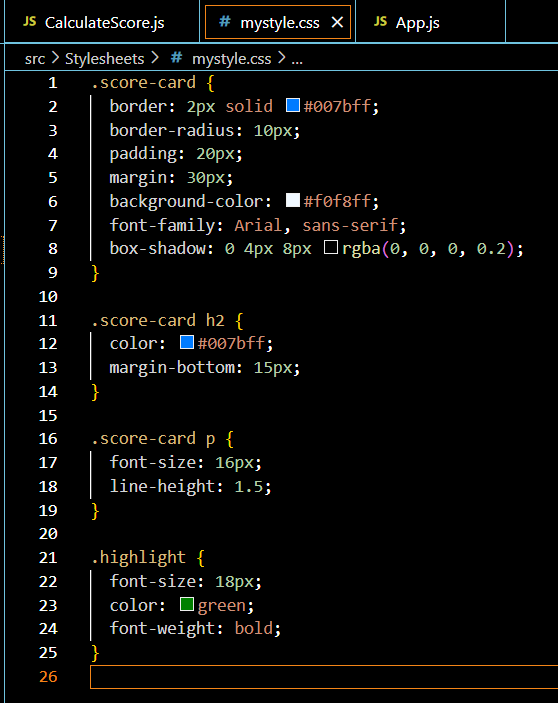 JS CalculateScore.js # mystyle.css × JS App.js
src > Stylesheets > # mystyle.css > ...
1 .score-card {
2 border: 2px solid #007bff;
3 border-radius: 10px;
4 padding: 20px;
5 margin: 30px;
6 background-color: #f0f8ff;
7 font-family: Arial, sans-serif;
8 box-shadow: 0 4px 8px rgba(0, 0, 0, 0.2);
9 }
10
11 .score-card h2 {
12 color: #007bff;
13 margin-bottom: 15px;
14 }
15
16 .score-card p {
17 font-size: 16px;
18 line-height: 1.5;
19 }
20
21 .highlight {
22 font-size: 18px;
23 color: green;
24 font-weight: bold;
25 }
26